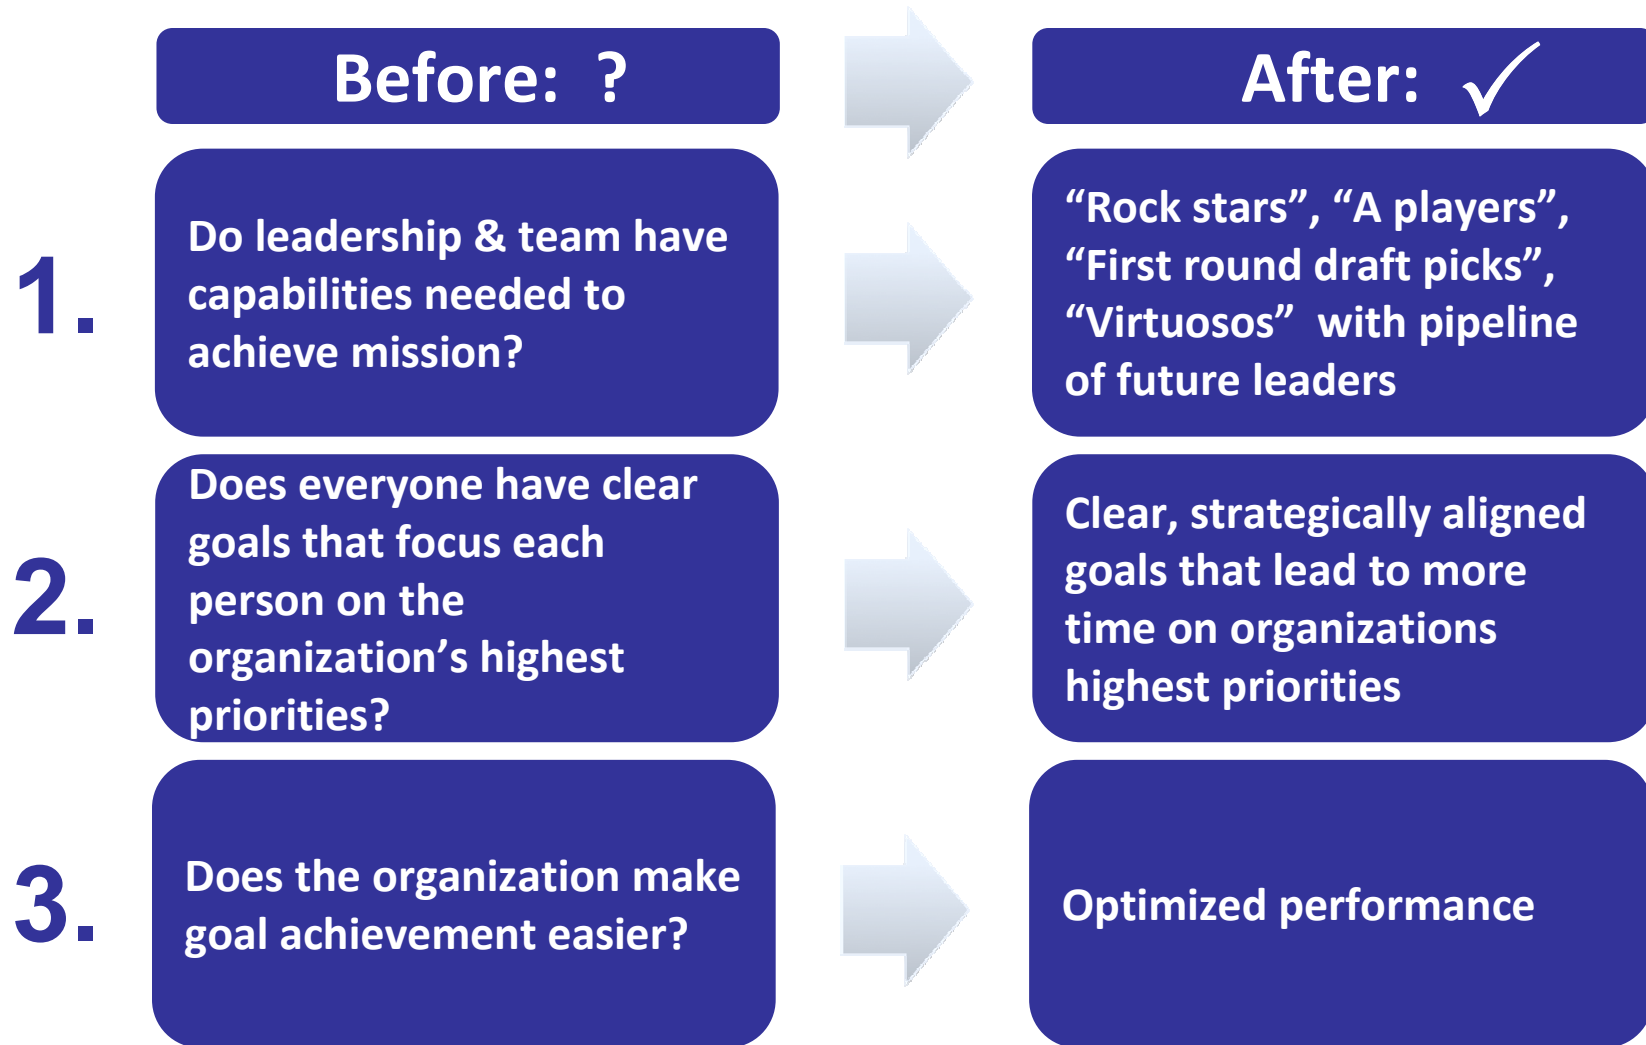 Before: ?
After: ✓
1.
Do leadership & team have
capabilities needed to
achieve mission?
“Rock stars”, “A players”,
“First round draft picks”,
“Virtuosos” with pipeline
of future leaders
2.
Does everyone have clear
goals that focus each
person on the
organization’s highest
priorities?
Clear, strategically aligned
goals that lead to more
time on organizations
highest priorities
3.
Does the organization make
goal achievement easier?
Optimized performance